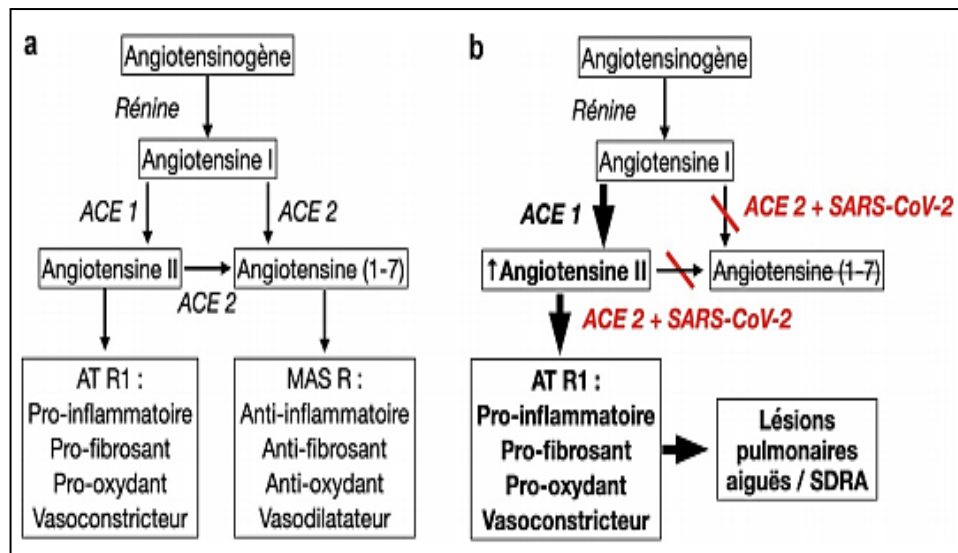 a
Angiotensinogène
Rénine
Angiotensine I
ACE 1
ACE 2
Angiotensine II
Angiotensine (1-7)
ACE 2
AT R1 :
Pro-inflammatoire
Pro-fibrosant
Pro-oxydant
Vasoconstricteur
MAS R :
Anti-inflammatoire
Anti-fibrosant
Anti-oxydant
Vasodilatateur
b
Angiotensinogène
Rénine
Angiotensine I
ACE 1
ACE 2 + SARS-CoV-2
↑Angiotensine II
Angiotensine (1-7)
ACE 2 + SARS-CoV-2
AT R1 :
Pro-inflammatoire
Pro-fibrosant
Pro-oxydant
Vasoconstricteur
Lésions
pulmonaires
aiguës / SDRA